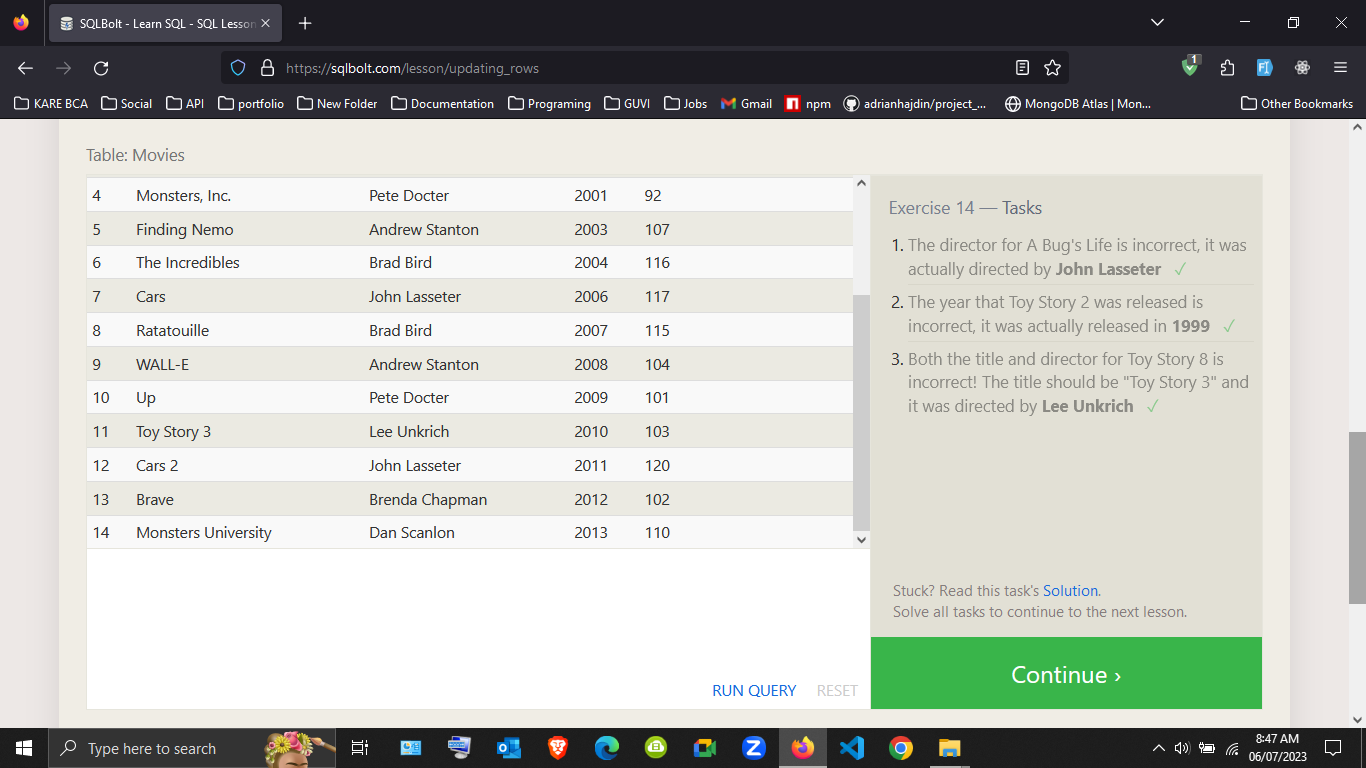 SQLBolt - Learn SQL - SQL Lesson
https://sqlbolt.com/lesson/updating_rows
1
KARE BCA Social API portfolio New Folder Documentation Programing GUVI Jobs Gmail npm adrianhajdin/project_... MongoDB Atlas | Mon... Other Bookmarks
Table: Movies
4 Monsters, Inc. Pete Docter 2001 92
5 Finding Nemo Andrew Stanton 2003 107
6 The Incredibles Brad Bird 2004 116
7 Cars John Lasseter 2006 117
8 Ratatouille Brad Bird 2007 115
9 WALL-E Andrew Stanton 2008 104
10 Up Pete Docter 2009 101
11 Toy Story 3 Lee Unkrich 2010 103
12 Cars 2 John Lasseter 2011 120
13 Brave Brenda Chapman 2012 102
14 Monsters University Dan Scanlon 2013 110
RUN QUERY RESET
Exercise 14 — Tasks
1. The director for A Bug's Life is incorrect, it was
actually directed by John Lasseter ✓
2. The year that Toy Story 2 was released is
incorrect, it was actually released in 1999 ✓
3. Both the title and director for Toy Story 8 is
incorrect! The title should be "Toy Story 3" and
it was directed by Lee Unkrich ✓
Stuck? Read this task's Solution.
Solve all tasks to continue to the next lesson.
Continue ›
Type here to search
8:47 AM
06/07/2023